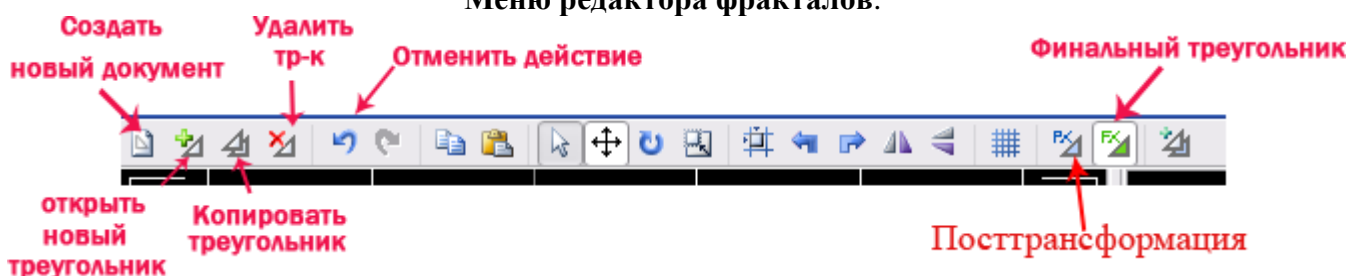 Меню редактора фракталов.
Создать
новый документ
Удалить
тр-к
Отменить действие
Финальный треугольник
открыть
новый
треугольник
Копировать
треугольник
Посттрансформация